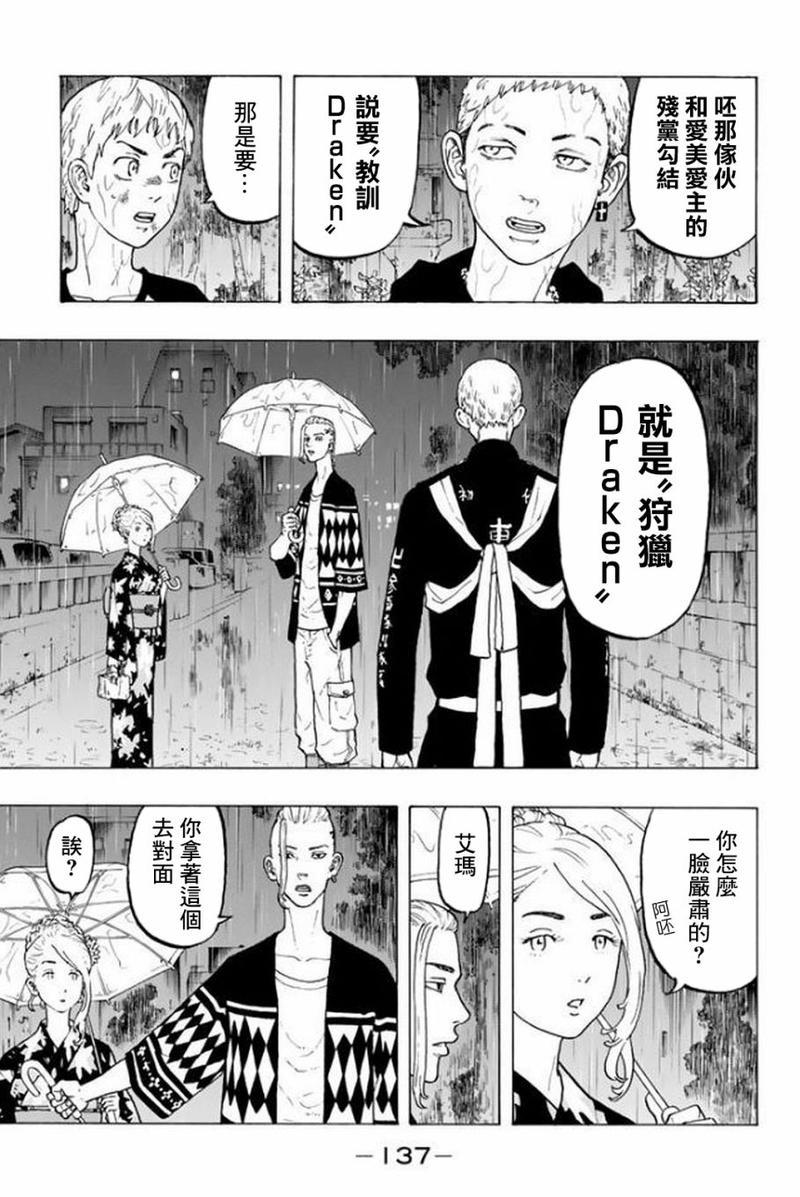 呸那傢伙
和愛美愛主的
殘黨勾結
説要〝教訓
Draken〞
那是要…
就是〝狩獵
Draken〞
你怎麼
一臉嚴肅的？
阿呸
艾瑪
你拿著這個
去對面
誒？
—137—